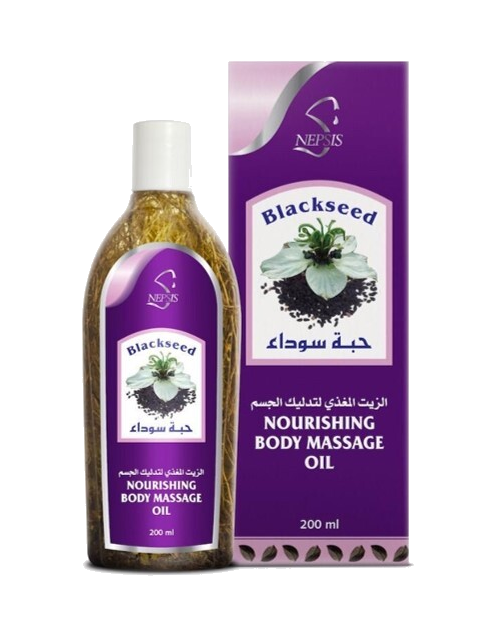 NEPSIS
Blackseed
حبة سوداء
الزيت المغذي لتدليك الجسم
NOURISHING
BODY MASSAGE
OIL
200 ml
NEPSIS
Blackseed
حبة سوداء
الزيت المغذي لتدليك الجسم
NOURISHING
BODY MASSAGE
OIL
200 ml